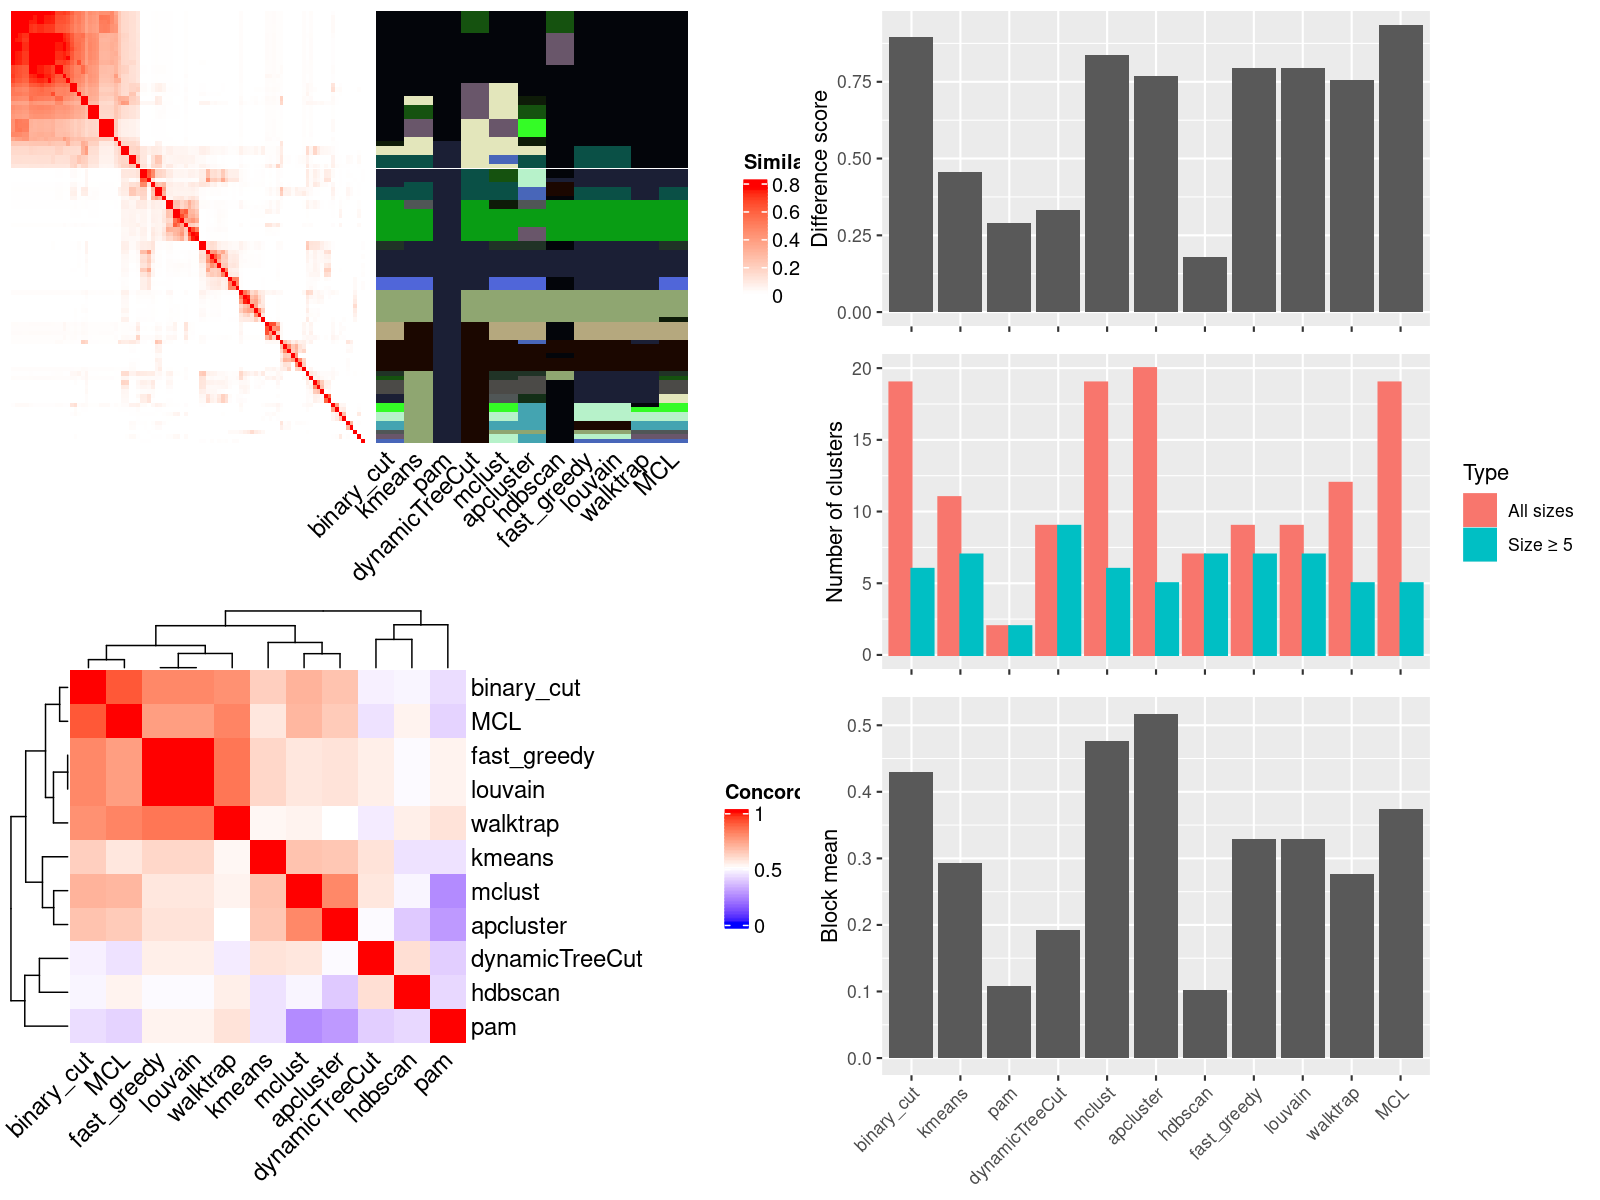 Simila
0.8
0.6
0.4
0.2
0
binary_cut
kmeans
pam
dynamicTreeCut
mclust
apcluster
hdbscan
fast_greedy
louvain
walktrap
MCL
Difference score
0.75
0.50
0.25
0.00
Number of clusters
20
15
10
5
0
Type
All sizes
Size ≥ 5
binary_cut
MCL
fast_greedy
louvain
walktrap
kmeans
mclust
apcluster
dynamicTreeCut
hdbscan
pam
binary_cut
MCL
fast_greedy
louvain
walktrap
kmeans
mclust
apcluster
dynamicTreeCut
hdbscan
pam
Concord
1
0.5
0
Block mean
0.5
0.4
0.3
0.2
0.1
0.0
binary_cut
kmeans
pam
dynamicTreeCut
mclust
apcluster
hdbscan
fast_greedy
louvain
walktrap
MCL